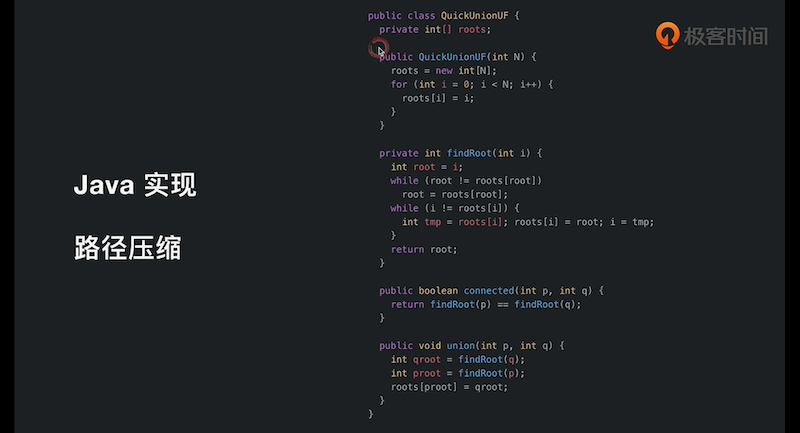 极客时间
Java 实现
路径压缩
public class QuickUnionUF {
  private int[] roots;
  public QuickUnionUF(int N) {
    roots = new int[N];
    for (int i = 0; i < N; i++) {
      roots[i] = i;
    }
  }
  private int findRoot(int i) {
    int root = i;
    while (root != roots[root])
      root = roots[root];
    while (i != roots[i]) {
      int tmp = roots[i]; roots[i] = root; i = tmp;
    }
    return root;
  }
  public boolean connected(int p, int q) {
    return findRoot(p) == findRoot(q);
  }
  public void union(int p, int q) {
    int qroot = findRoot(q);
    int proot = findRoot(p);
    roots[proot] = qroot;
  }
}